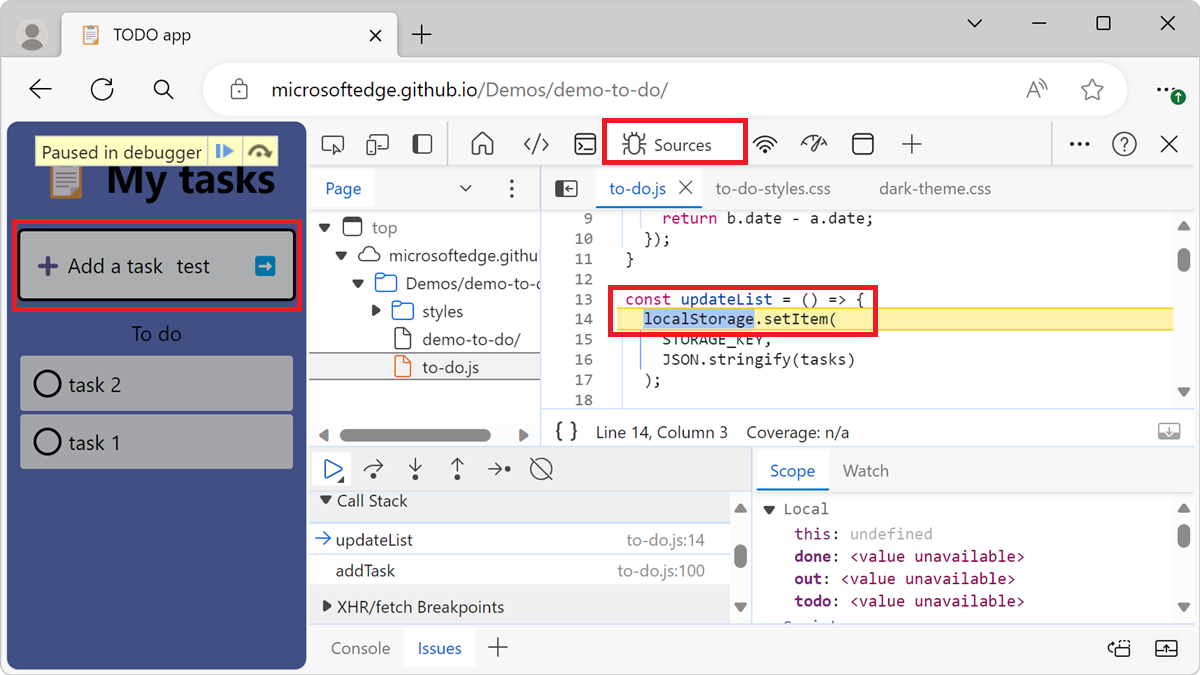 TODO app
microsoftedge.github.io/Demos/demo-to-do/
Paused in debugger
My tasks
Add a task test
To do
task 2
task 1
Sources
Page
top
microsoftedge.githu
Demos/demo-to-d
styles
demo-to-do/
to-do.js
to-do.js to-do-styles.css dark-theme.css
9 return b.date - a.date;
10 });
11 }
12
13 const updateList = () => {
14 localStorage.setItem(
15 STORAGE_KEY,
16 JSON.stringify(tasks)
17 );
18
{ } Line 14, Column 3 Coverage: n/a
Call Stack
updateList to-do.js:14
addTask to-do.js:100
XHR/fetch Breakpoints
Scope Watch
Local
this: undefined
done: <value unavailable>
out: <value unavailable>
todo: <value unavailable>
Console Issues